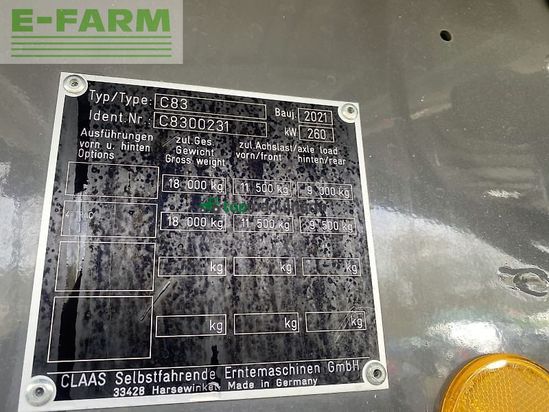 E-FARM
Typ/Type: C83 Bauj. 2021
Ident.Nr.: C8300231 kW 260
Ausführungen vorn u. hinten Options
zul. Ges. Gewicht Gross weight
zul. Achslast/axle load vorn/front hinten/rear
18 000 kg 11 500 kg 9 000 kg
18 000 kg 11 500 kg 9 500 kg
kg kg kg
kg kg kg
CLAAS Selbstfahrende Erntemaschinen GmbH
33428 Harsewinkel Made in Germany